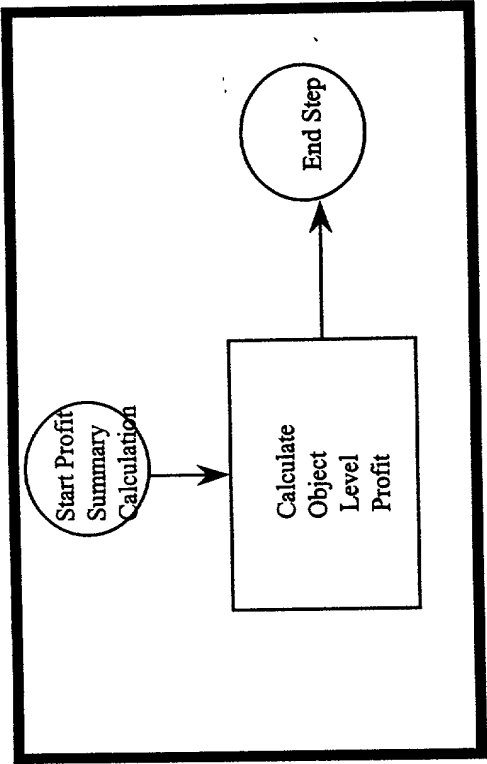 Start Profit
Summary
Calculation
Calculate
Object
Level
Profit
End Step